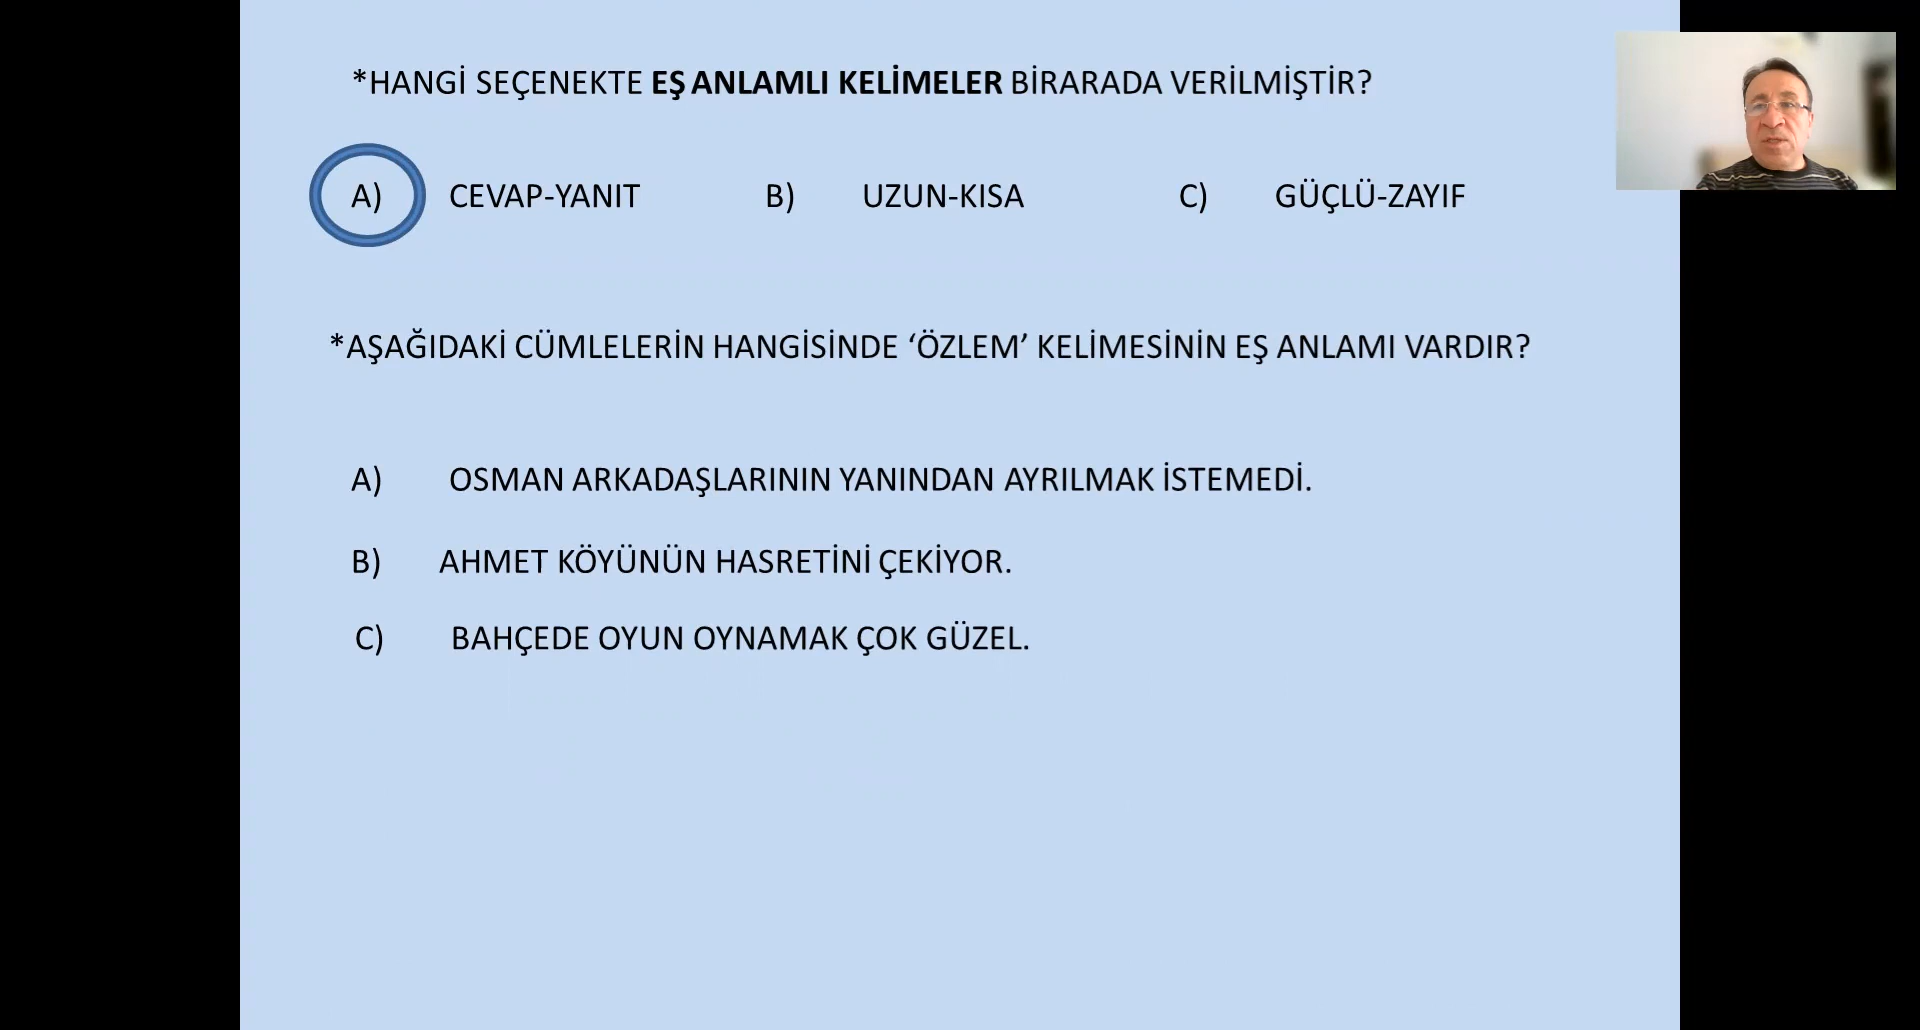 *HANGİ SEÇENEKTE EŞ ANLAMLI KELİMELER BİRARADA VERİLMİŞTİR?
A) CEVAP-YANIT B) UZUN-KISA C) GÜÇLÜ-ZAYIF
*AŞAĞIDAKİ CÜMLELERİN HANGİSİNDE ‘ÖZLEM’ KELİMESİNİN EŞ ANLAMI VARDIR?
A) OSMAN ARKADAŞLARININ YANINDAN AYRILMAK İSTEMEDİ.
B) AHMET KÖYÜNÜN HASRETİNİ ÇEKİYOR.
C) BAHÇEDE OYUN OYNAMAK ÇOK GÜZEL.